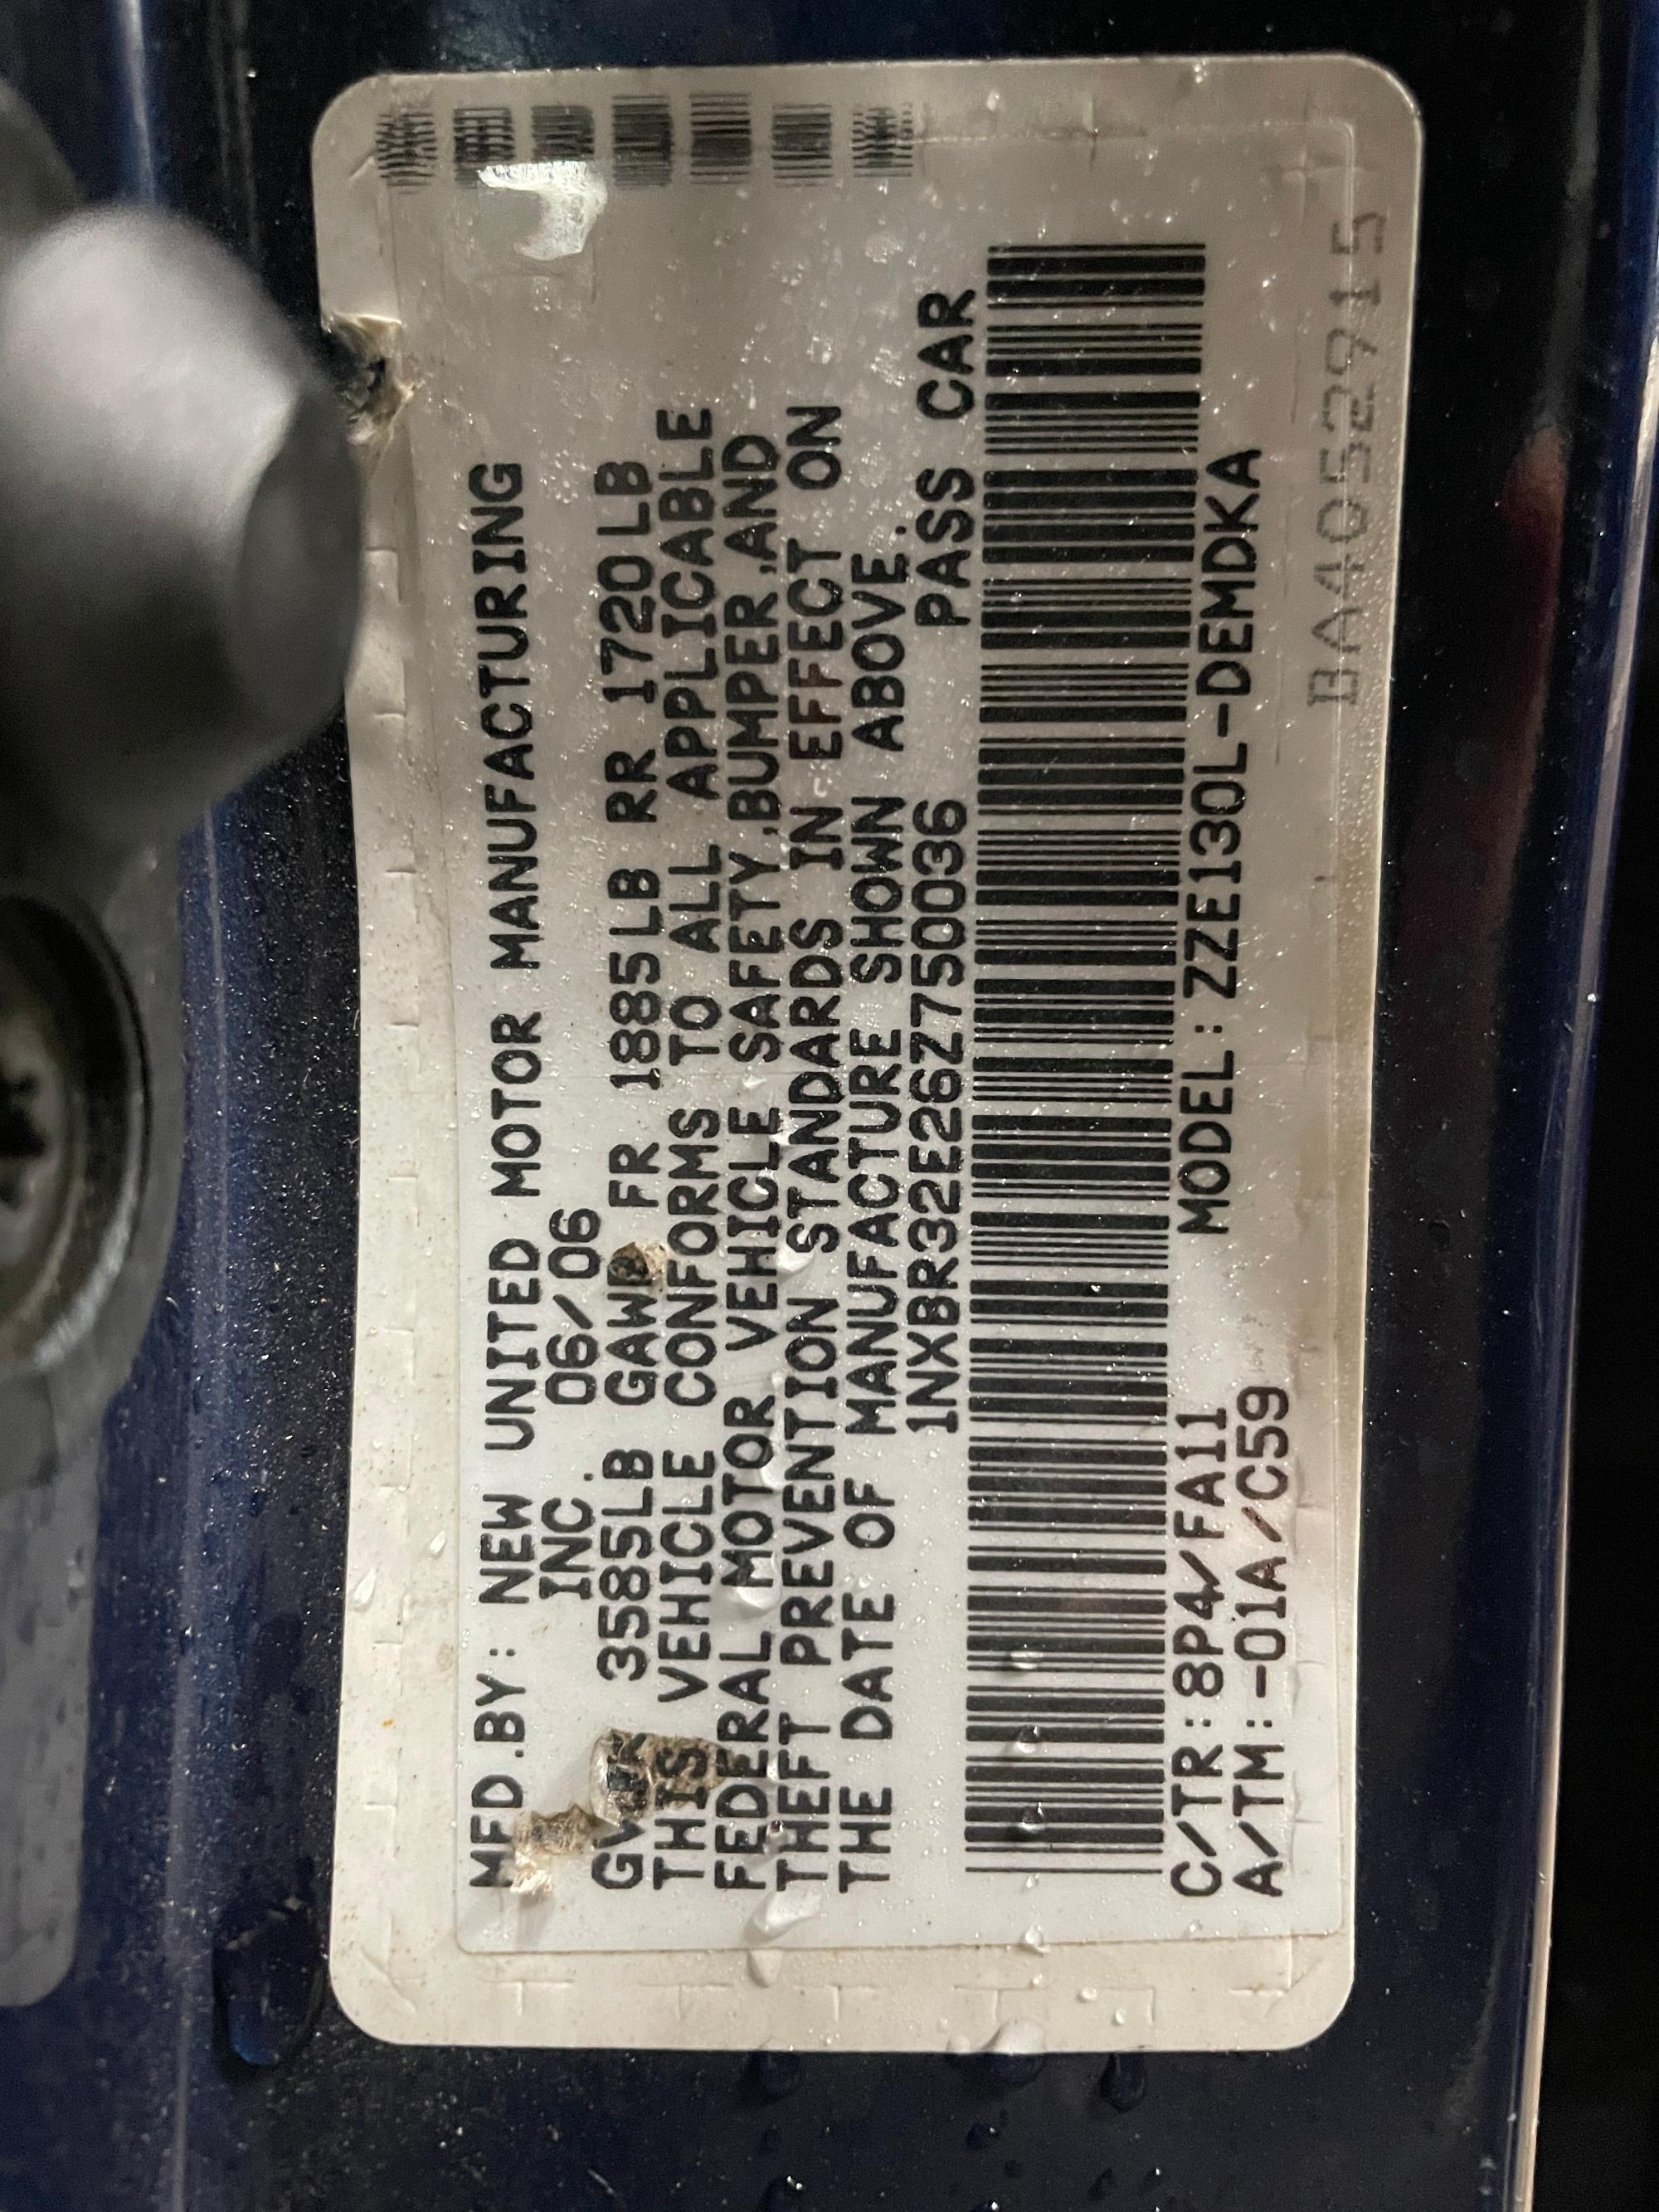 MFD.BY: NEW UNITED MOTOR MANUFACTURING
INC. 06/06
GVWR 3585LB GAWR FR 1885LB RR 1720LB
THIS VEHICLE CONFORMS TO ALL APPLICABLE
FEDERAL MOTOR VEHICLE SAFETY,BUMPER,AND
THEFT PREVENTION STANDARDS IN EFFECT ON
THE DATE OF MANUFACTURE SHOWN ABOVE.
1NXBR32E26Z750036 PASS CAR
C/TR:8P4/FA11 MODEL:ZZE130L-DEMDKA
A/TM:-01A/C59
BA4052915